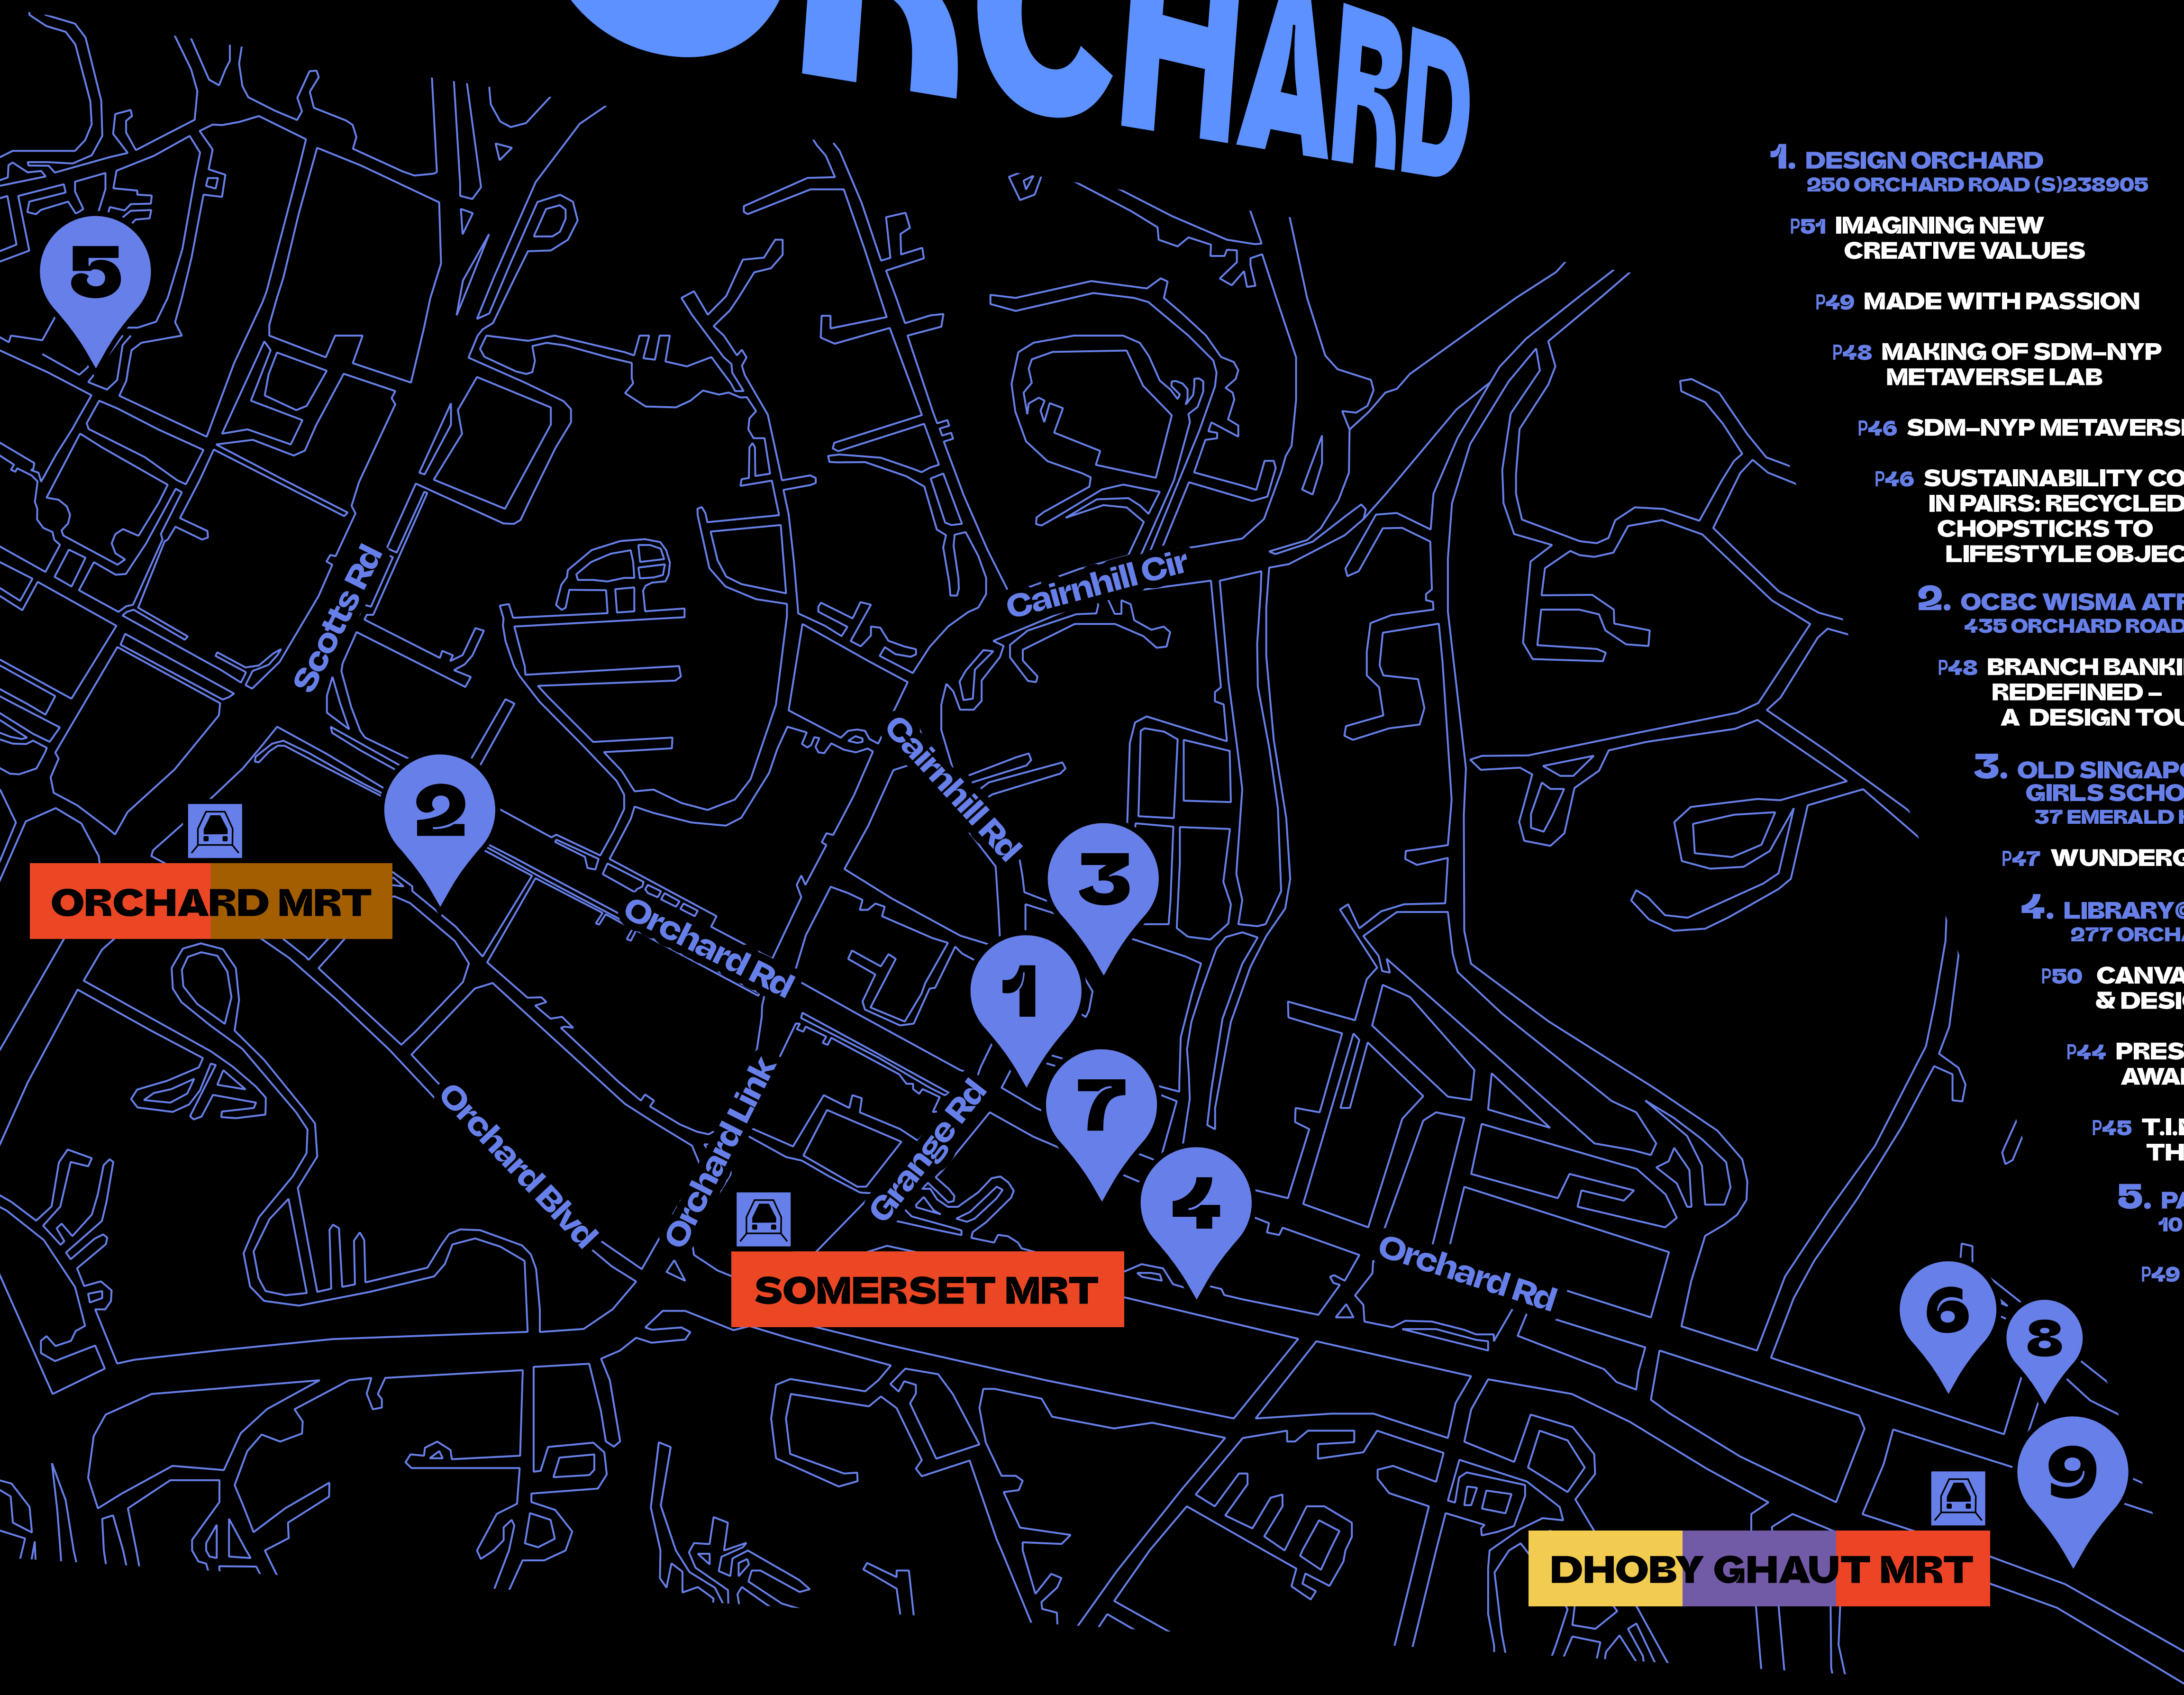 ORCHARD
1. DESIGN ORCHARD
250 ORCHARD ROAD (S)238905
P51 IMAGINING NEW
CREATIVE VALUES
P49 MADE WITH PASSION
P48 MAKING OF SDM–NYP
METAVERSE LAB
P46 SDM–NYP METAVERS
P46 SUSTAINABILITY CO
IN PAIRS: RECYCLED
CHOPSTICKS TO
LIFESTYLE OBJEC
2. OCBC WISMA AT
435 ORCHARD ROAD
P48 BRANCH BANKI
REDEFINED –
A DESIGN TOU
3. OLD SINGAP
GIRLS SCHO
37 EMERALD
P47 WUNDERG
4. LIBRARY@
277 ORCHA
P50 CANVA
& DESI
P44 PRES
AWA
P45 T.I.
TH
5. PA
10
P49
5
Scotts Rd
Cairnhill Cir
Cairnhill Rd
2
3
ORCHARD MRT
Orchard Rd
1
7
Orchard Blvd
Orchard Link
Grange Rd
4
SOMERSET MRT
Orchard Rd
6
8
9
DHOBY GHAUT MRT